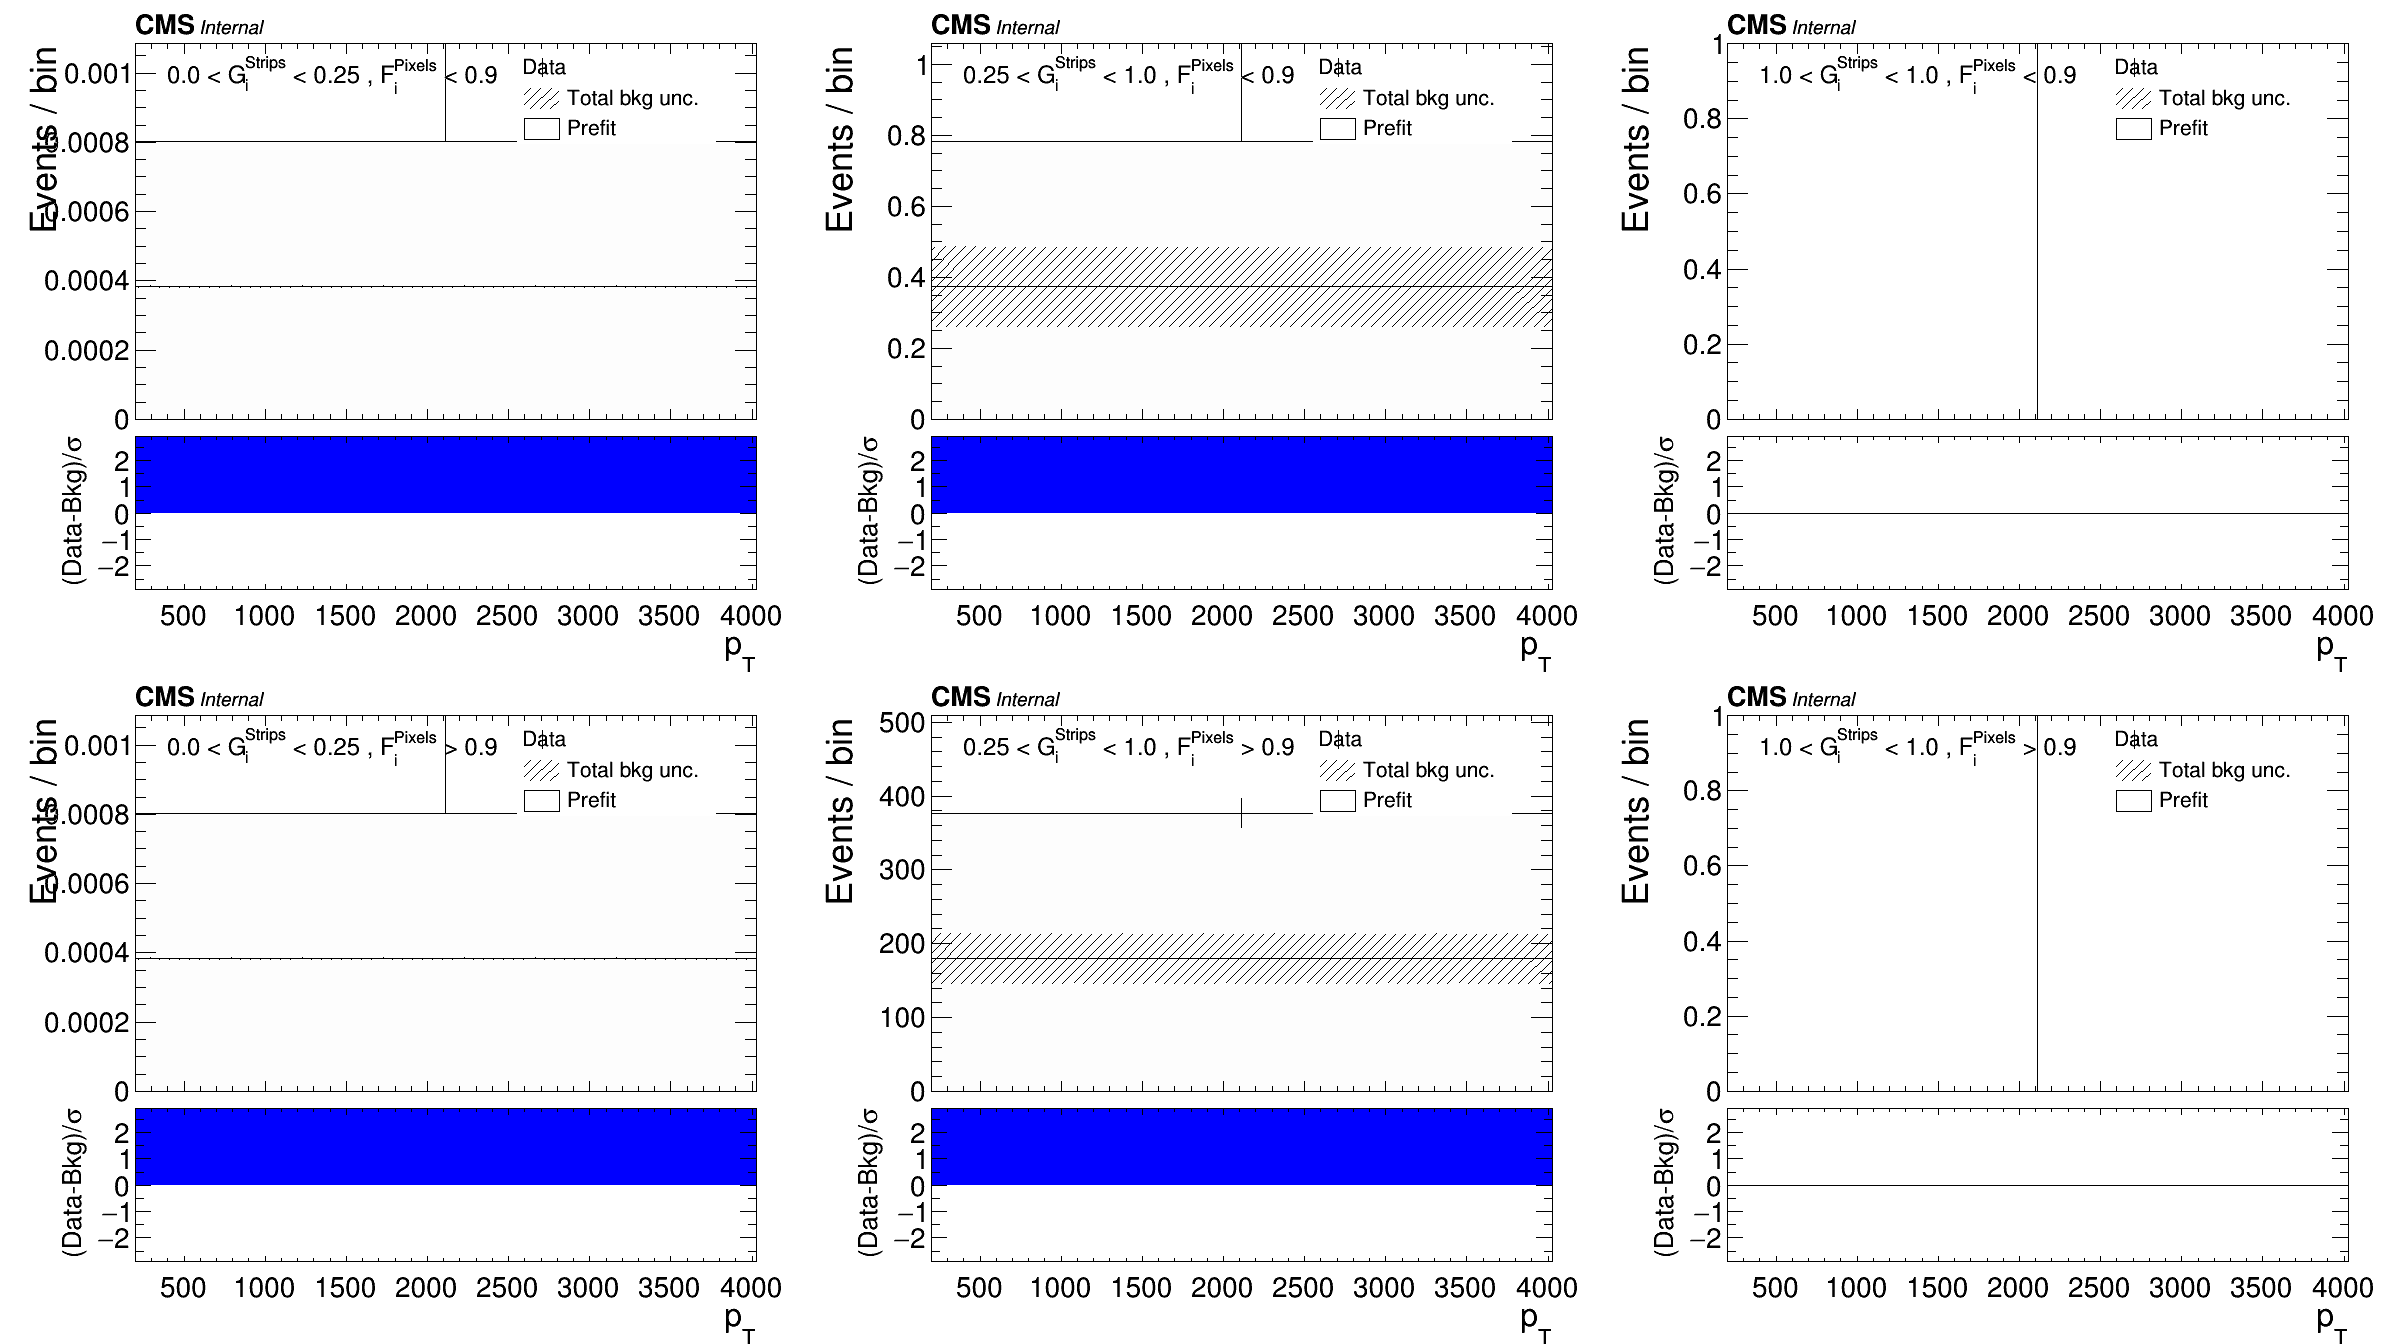 CMS Internal
Events / bin
0.0 < G_i^Strips < 0.25 , F_i^Pixels < 0.9
Data
Total bkg unc.
Prefit
0.001
0.0008
0.0006
0.0004
0.0002
0
(Data-Bkg)/σ
2
1
0
−1
−2
500 1000 1500 2000 2500 3000 3500 4000
p_T
CMS Internal
Events / bin
0.25 < G_i^Strips < 1.0 , F_i^Pixels < 0.9
Data
Total bkg unc.
Prefit
1
0.8
0.6
0.4
0.2
0
(Data-Bkg)/σ
2
1
0
−1
−2
500 1000 1500 2000 2500 3000 3500 4000
p_T
CMS Internal
Events / bin
1.0 < G_i^Strips < 1.0 , F_i^Pixels < 0.9
Data
Total bkg unc.
Prefit
1
0.8
0.6
0.4
0.2
0
(Data-Bkg)/σ
2
1
0
−1
−2
500 1000 1500 2000 2500 3000 3500 4000
p_T
CMS Internal
Events / bin
0.0 < G_i^Strips < 0.25 , F_i^Pixels > 0.9
Data
Total bkg unc.
Prefit
0.001
0.0008
0.0006
0.0004
0.0002
0
(Data-Bkg)/σ
2
1
0
−1
−2
500 1000 1500 2000 2500 3000 3500 4000
p_T
CMS Internal
Events / bin
0.25 < G_i^Strips < 1.0 , F_i^Pixels > 0.9
Data
Total bkg unc.
Prefit
500
400
300
200
100
0
(Data-Bkg)/σ
2
1
0
−1
−2
500 1000 1500 2000 2500 3000 3500 4000
p_T
CMS Internal
Events / bin
1.0 < G_i^Strips < 1.0 , F_i^Pixels > 0.9
Data
Total bkg unc.
Prefit
1
0.8
0.6
0.4
0.2
0
(Data-Bkg)/σ
2
1
0
−1
−2
500 1000 1500 2000 2500 3000 3500 4000
p_T